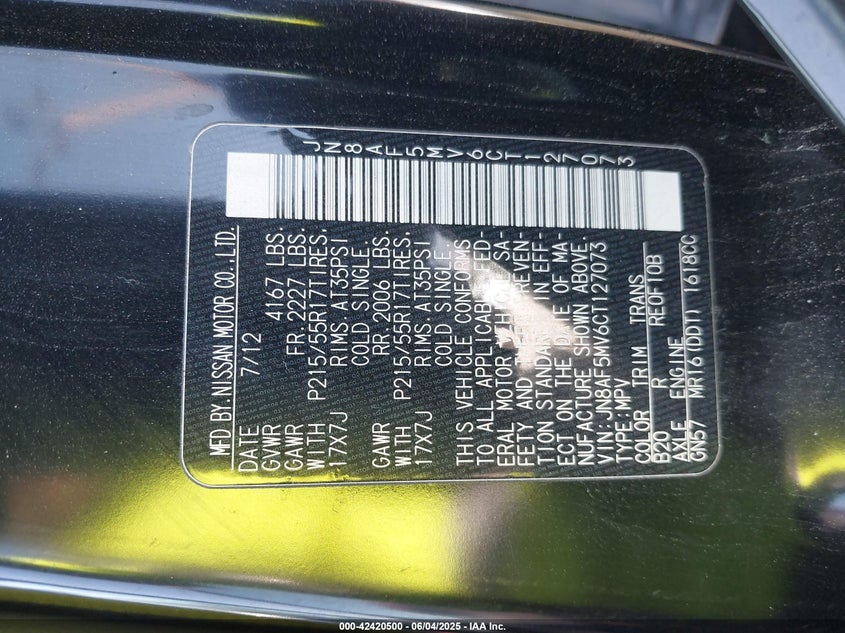 JN8AF5MV6CT127073
MFD BY.NISSAN MOTOR CO.,LTD.
DATE 7/12
GVWR 4167 LBS.
GAWR FR.2227 LBS.
WITH P215/55R17TIRES,
17X7J RIMS AT35PSI
COLD SINGLE.
GAWR RR.2006 LBS.
WITH P215/55R17TIRES,
17X7J RIMS AT35PSI
COLD SINGLE.
THIS VEHICLE CONFORMS
TO ALL APPLICABLE FED-
ERAL MOTOR SA-
FETY AND PREVEN-
TION STANDARDS IN EFF-
ECT ON THE DATE OF MA-
NUFACTURE SHOWN ABOVE.
VIN:JN8AF5MV6CT127073
TYPE:MPV
COLOR TRIM TRANS
B20 R RE0F10B
AXLE ENGINE
GN57 MR16(DDT) 1618CC
000-42420500 - 06/04/2025 - IAA Inc.